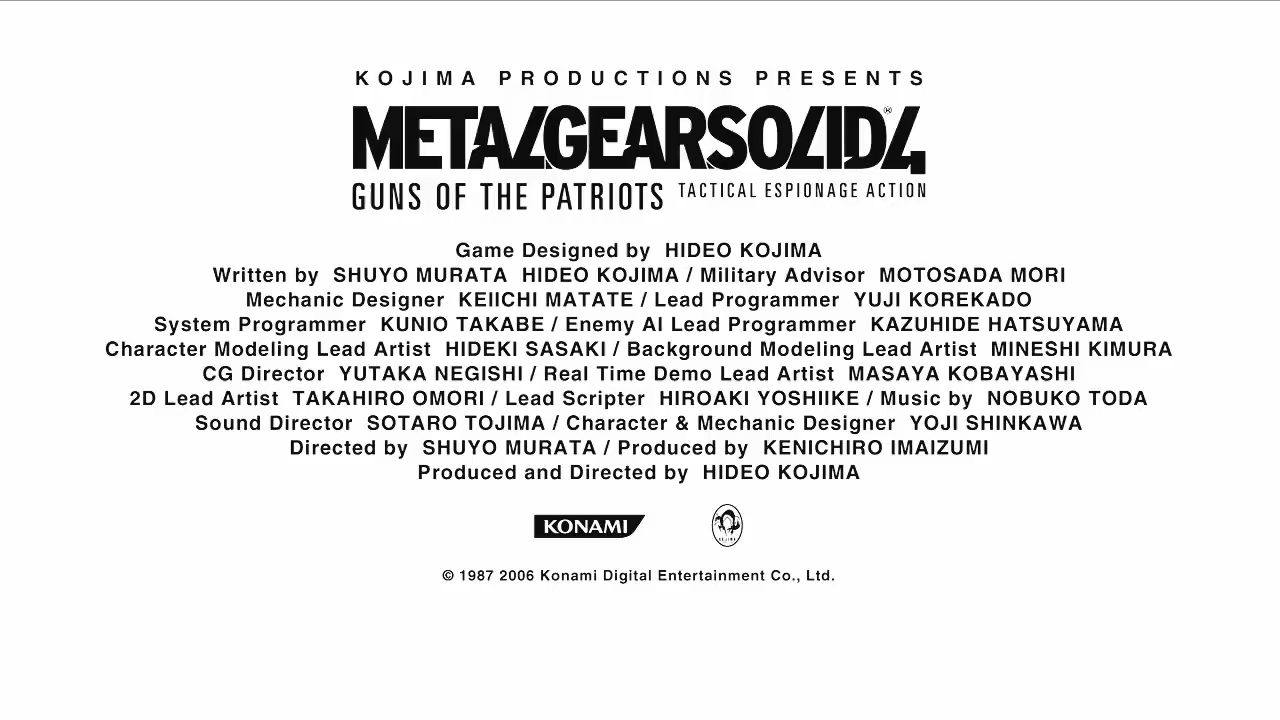 KOJIMA PRODUCTIONS PRESENTS
METAL GEAR SOLID 4®
GUNS OF THE PATRIOTS TACTICAL ESPIONAGE ACTION
Game Designed by HIDEO KOJIMA
Written by SHUYO MURATA HIDEO KOJIMA / Military Advisor MOTOSADA MORI
Mechanic Designer KEIICHI MATATE / Lead Programmer YUJI KOREKADO
System Programmer KUNIO TAKABE / Enemy AI Lead Programmer KAZUHIDE HATSUYAMA
Character Modeling Lead Artist HIDEKI SASAKI / Background Modeling Lead Artist MINESHI KIMURA
CG Director YUTAKA NEGISHI / Real Time Demo Lead Artist MASAYA KOBAYASHI
2D Lead Artist TAKAHIRO OMORI / Lead Scripter HIROAKI YOSHIIKE / Music by NOBUKO TODA
Sound Director SOTARO TOJIMA / Character & Mechanic Designer YOJI SHINKAWA
Directed by SHUYO MURATA / Produced by KENICHIRO IMAIZUMI
Produced and Directed by HIDEO KOJIMA
KONAMI
© 1987 2006 Konami Digital Entertainment Co., Ltd.